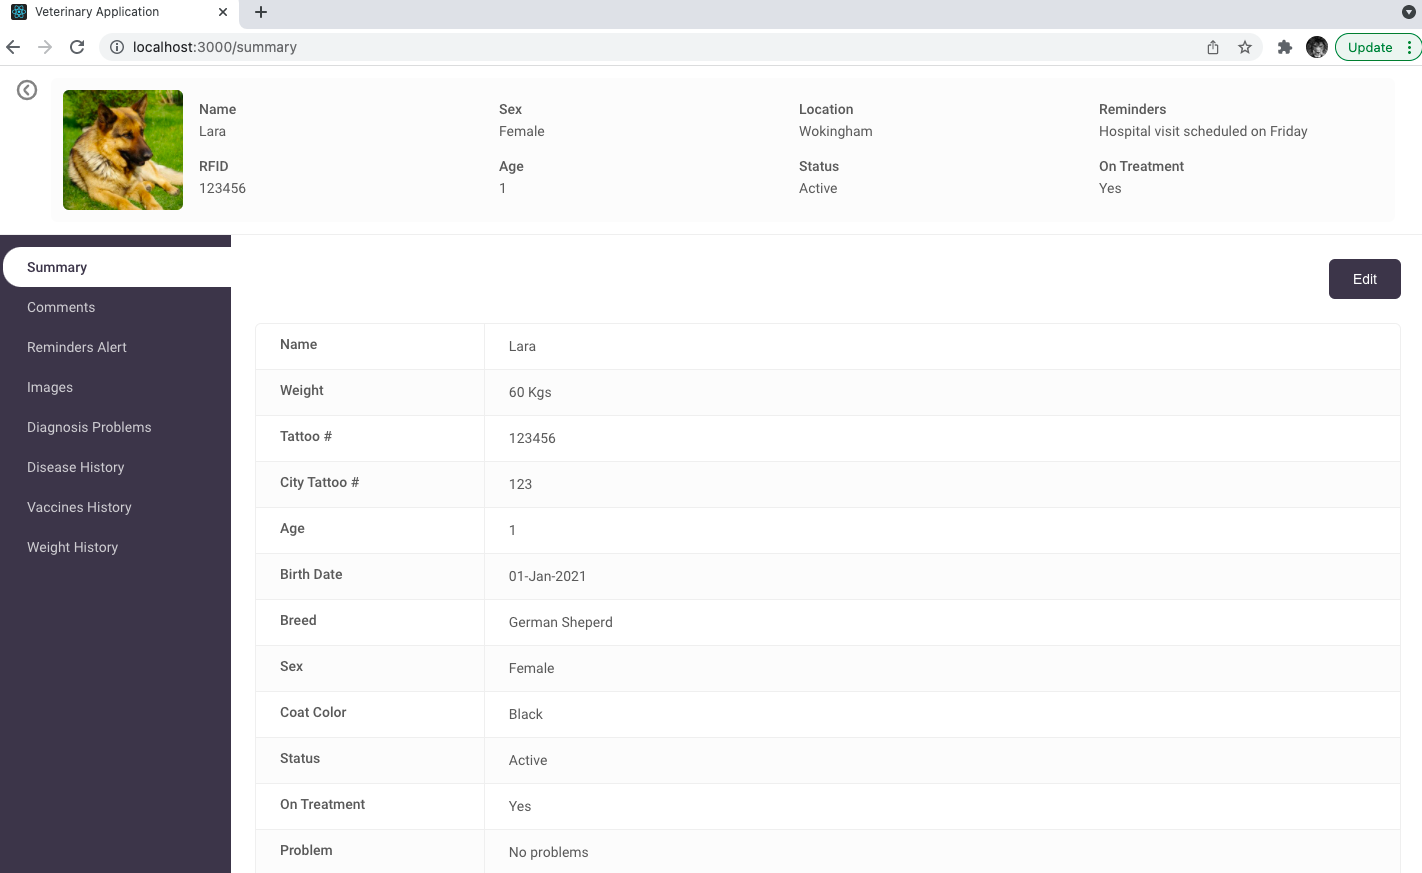 Veterinary Application
localhost:3000/summary
Update
Name
Sex
Location
Reminders
Lara
Female
Wokingham
Hospital visit scheduled on Friday
RFID
Age
Status
On Treatment
123456
1
Active
Yes
Summary
Comments
Reminders Alert
Images
Diagnosis Problems
Disease History
Vaccines History
Weight History
Edit
Name Lara
Weight 60 Kgs
Tattoo # 123456
City Tattoo # 123
Age 1
Birth Date 01-Jan-2021
Breed German Sheperd
Sex Female
Coat Color Black
Status Active
On Treatment Yes
Problem No problems